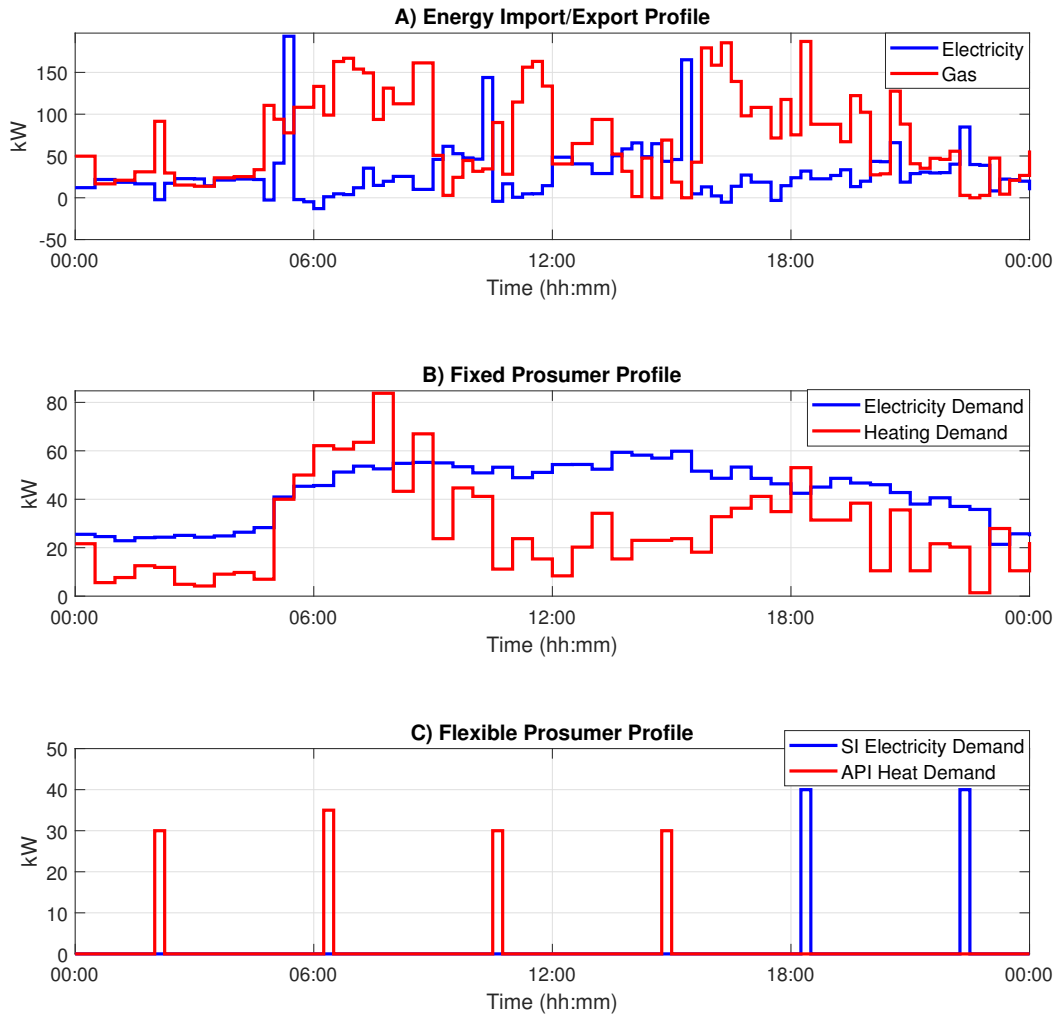 A) Energy Import/Export Profile
Electricity
Gas
kW
150
100
50
0
-50
00:00 06:00 12:00 18:00 00:00
Time (hh:mm)
B) Fixed Prosumer Profile
Electricity Demand
Heating Demand
kW
80
60
40
20
0
00:00 06:00 12:00 18:00 00:00
Time (hh:mm)
C) Flexible Prosumer Profile
SI Electricity Demand
API Heat Demand
kW
50
40
30
20
10
0
00:00 06:00 12:00 18:00 00:00
Time (hh:mm)